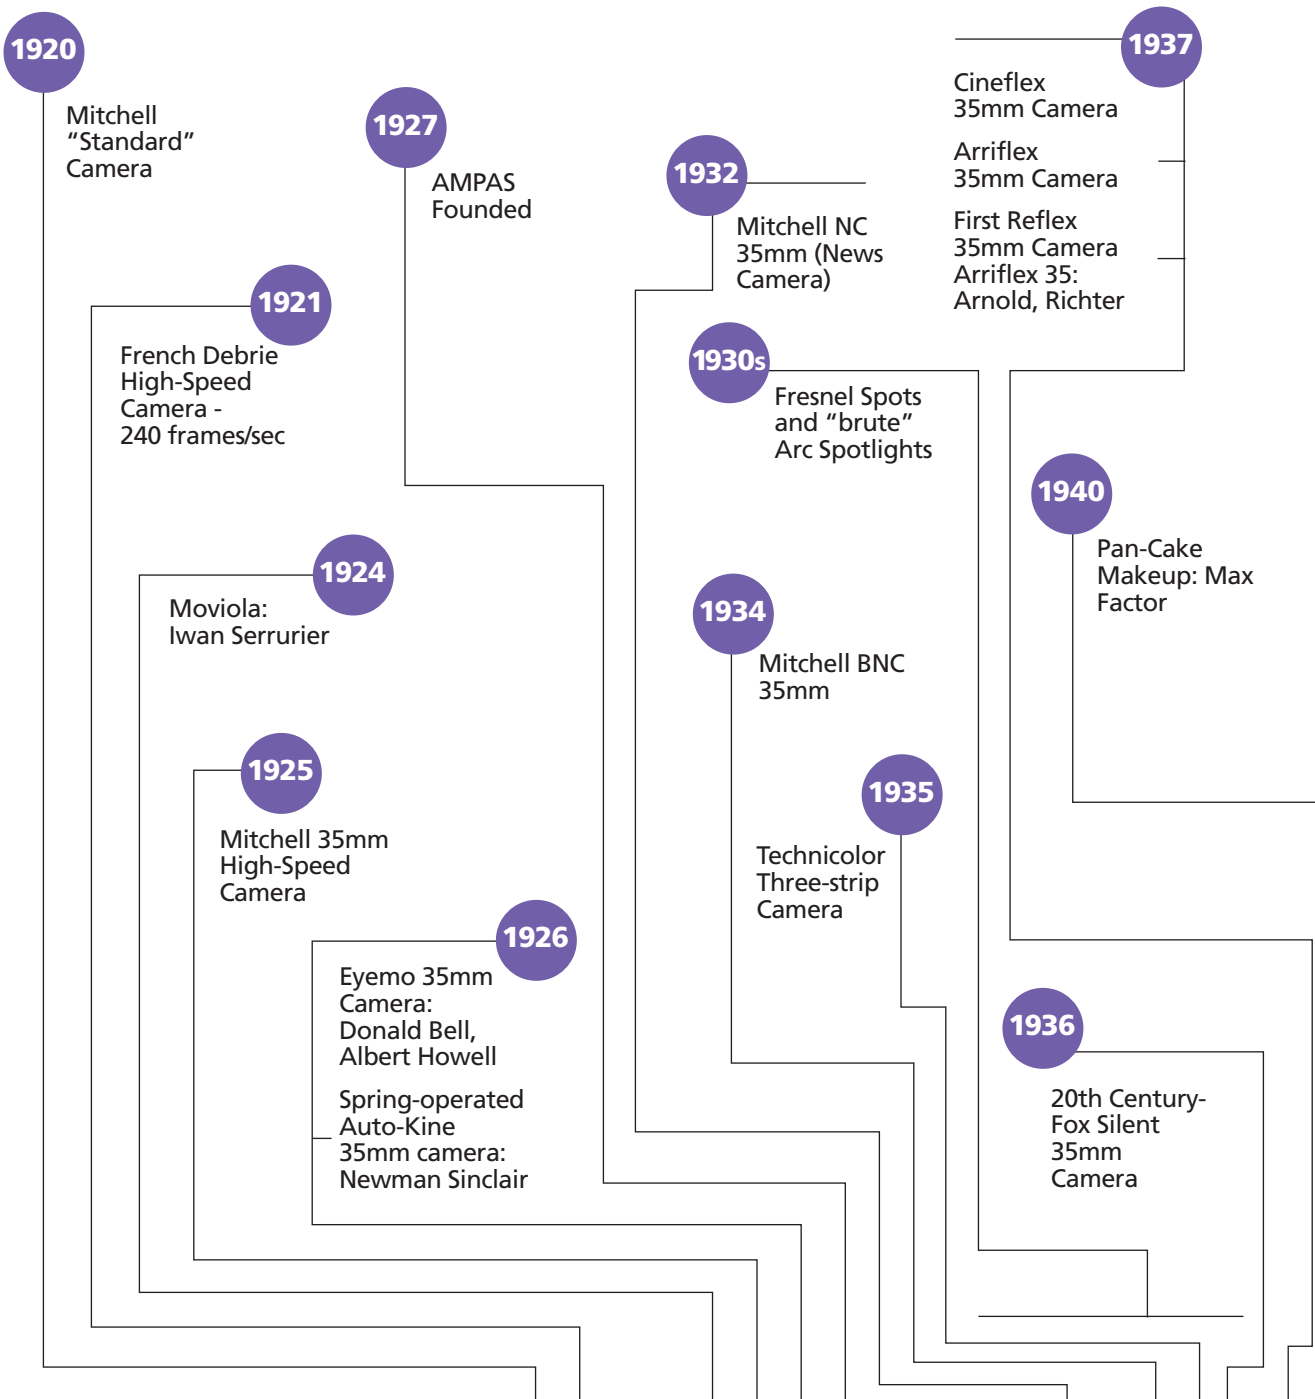 1920
Mitchell
“Standard”
Camera
1921
French Debrie
High-Speed
Camera -
240 frames/sec
1924
Moviola:
Iwan Serrurier
1925
Mitchell 35mm
High-Speed
Camera
1926
Eyemo 35mm
Camera:
Donald Bell,
Albert Howell
Spring-operated
Auto-Kine
35mm camera:
Newman Sinclair
1927
AMPAS
Founded
1932
Mitchell NC
35mm (News
Camera)
1930s
Fresnel Spots
and “brute”
Arc Spotlights
1934
Mitchell BNC
35mm
1935
Technicolor
Three-strip
Camera
1936
20th Century-
Fox Silent
35mm
Camera
1937
Cineflex
35mm Camera
Arriflex
35mm Camera
First Reflex
35mm Camera
Arriflex 35:
Arnold, Richter
1940
Pan-Cake
Makeup: Max
Factor